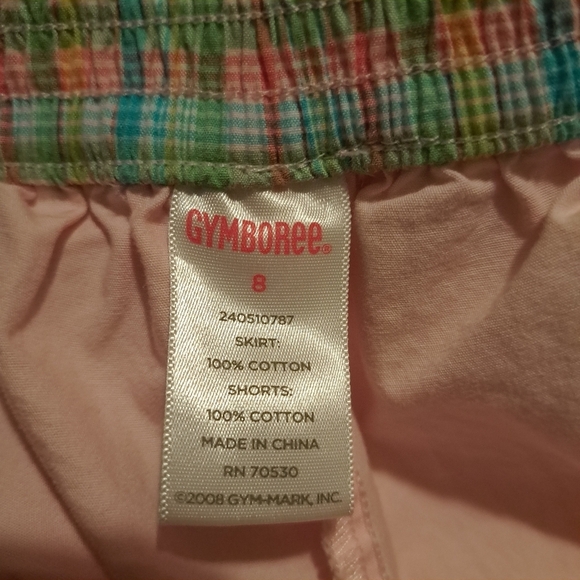 GYMBORee®
8
240510787
SKIRT:
100% COTTON
SHORTS:
100% COTTON
MADE IN CHINA
RN 70530
©2008 GYM-MARK, INC.